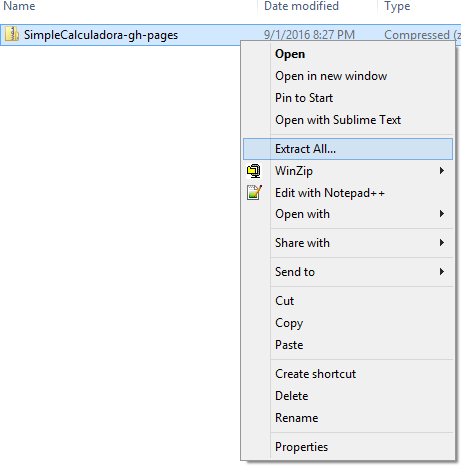 Name Date modified Type
SimpleCalculadora-gh-pages 9/1/2016 8:27 PM Compressed (z
Open
Open in new window
Pin to Start
Open with Sublime Text
Extract All...
WinZip
Edit with Notepad++
Open with
Share with
Send to
Cut
Copy
Paste
Create shortcut
Delete
Rename
Properties